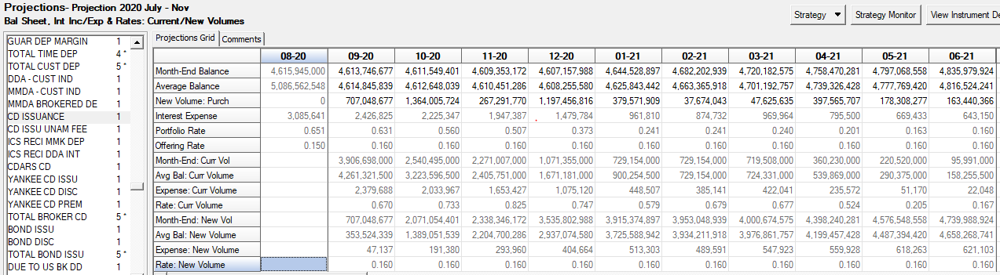 Projections- Projection 2020 July - Nov
Bal Sheet, Int Inc/Exp & Rates: Current/New Volumes
Strategy Strategy Monitor View Instrument De
GUAR DEP MARGIN 1
TOTAL TIME DEP 4 *
TOTAL CUST DEP 5 *
DDA - CUST IND 1
MMDA - CUST IND 1
MMDA BROKERED DE 1
CD ISSUANCE 1
CD ISSU UNAM FEE 1
ICS RECI MMK DEP 1
ICS RECI DDA INT 1
CDARS CD 1
YANKEE CD ISSU 1
YANKEE CD DISC 1
YANKEE CD PREM 1
TOTAL BROKER CD 5 *
BOND ISSU 1
BOND DISC 1
TOTAL BOND ISSU 5 *
DUE TO US BK DD 1
Projections Grid Comments
08-20 09-20 10-20 11-20 12-20 01-21 02-21 03-21 04-21 05-21 06-21
Month-End Balance 4,615,945,000 4,613,746,677 4,611,549,401 4,609,353,172 4,607,157,988 4,644,528,897 4,682,202,939 4,720,182,575 4,758,470,281 4,797,068,558 4,835,979,924
Average Balance 5,086,562,548 4,614,845,839 4,612,648,039 4,610,451,286 4,608,255,580 4,625,843,442 4,663,365,918 4,701,192,757 4,739,326,428 4,777,769,420 4,816,524,241
New Volume: Purch 0 707,048,677 1,364,005,724 267,291,770 1,197,456,816 379,571,909 37,674,043 47,625,635 397,565,707 178,308,277 163,440,366
Interest Expense 3,085,641 2,426,825 2,225,347 1,947,387 1,479,784 961,810 874,732 969,964 795,500 669,433 643,150
Portfolio Rate 0.651 0.631 0.560 0.507 0.373 0.241 0.241 0.240 0.201 0.163 0.160
Offering Rate 0.150 0.160 0.160 0.160 0.160 0.160 0.160 0.160 0.160 0.160 0.160
Month-End: Curr Vol 3,906,698,000 2,540,495,000 2,271,007,000 1,071,355,000 729,154,000 729,154,000 719,508,000 360,230,000 220,520,000 95,991,000
Avg Bal: Curr Volume 4,261,321,500 3,223,596,500 2,405,751,000 1,671,181,000 900,254,500 729,154,000 724,331,000 539,869,000 290,375,000 158,255,500
Expense: Curr Volume 2,379,688 2,033,967 1,653,427 1,075,120 448,507 385,141 422,041 235,572 51,170 22,048
Rate: Curr Volume 0.670 0.733 0.825 0.747 0.579 0.679 0.677 0.524 0.205 0.167
Month-End: New Vol 707,048,677 2,071,054,401 2,338,346,172 3,535,802,988 3,915,374,897 3,953,048,939 4,000,674,575 4,398,240,281 4,576,548,558 4,739,988,924
Avg Bal: New Volume 353,524,339 1,389,051,539 2,204,700,286 2,937,074,580 3,725,588,942 3,934,211,918 3,976,861,757 4,199,457,428 4,487,394,420 4,658,268,741
Expense: New Volume 47,137 191,380 293,960 404,664 513,303 489,591 547,923 559,928 618,263 621,103
Rate: New Volume 0.160 0.160 0.160 0.160 0.160 0.160 0.160 0.160 0.160 0.160